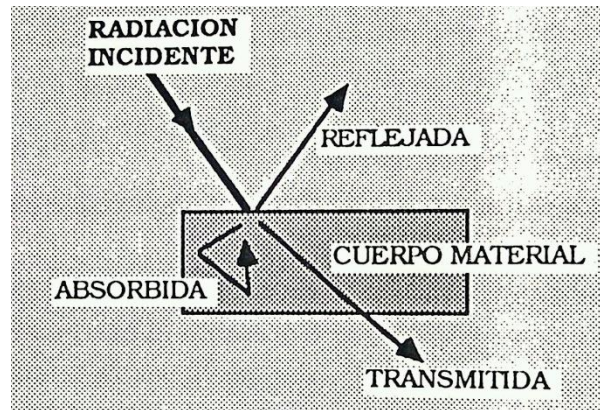 RADIACION
INCIDENTE
REFLEJADA
CUERPO MATERIAL
ABSORBIDA
TRANSMITIDA